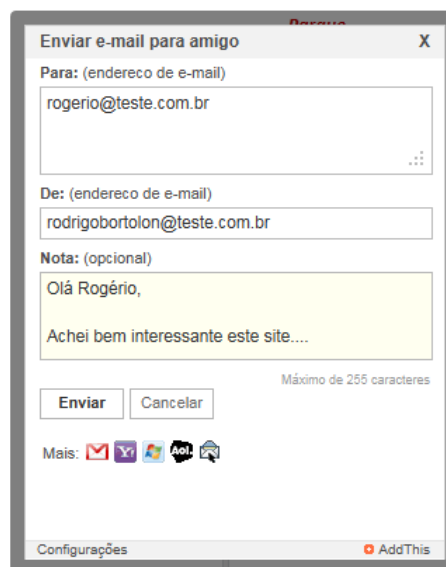 Parque
Enviar e-mail para amigo X
Para: (endereco de e-mail)
rogerio@teste.com.br
De: (endereco de e-mail)
rodrigobortolon@teste.com.br
Nota: (opcional)
Olá Rogério,
Achei bem interessante este site....
Máximo de 255 caracteres
Enviar Cancelar
Mais: Y! Aol.
Configurações AddThis